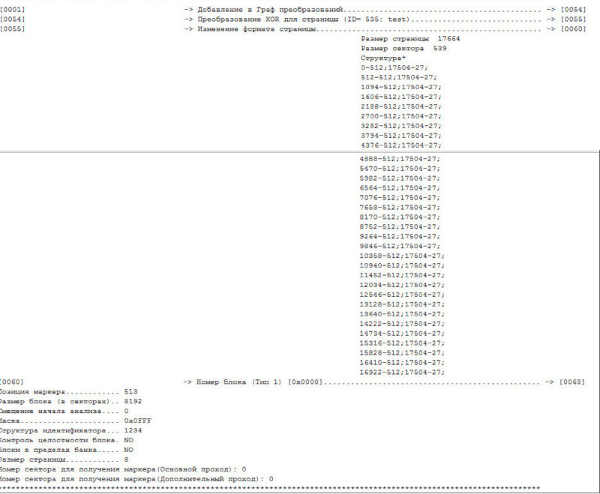 [0001] -> Добавление в Граф преобразований................................................. -> [0054]
[0054] -> Преобразование XOR для страницы (ID= 535: test)................................. -> [0055]
[0055] -> Изменение формата страницы....................................................... -> [0060]
Размер страницы 17664
Размер сектора 539
Структура*
0-512;17504-27;
512-512;17504-27;
1094-512;17504-27;
1606-512;17504-27;
2188-512;17504-27;
2700-512;17504-27;
3282-512;17504-27;
3794-512;17504-27;
4376-512;17504-27;
4888-512;17504-27;
5470-512;17504-27;
5982-512;17504-27;
6564-512;17504-27;
7076-512;17504-27;
7658-512;17504-27;
8170-512;17504-27;
8752-512;17504-27;
9264-512;17504-27;
9846-512;17504-27;
10358-512;17504-27;
10940-512;17504-27;
11452-512;17504-27;
12034-512;17504-27;
12546-512;17504-27;
13128-512;17504-27;
13640-512;17504-27;
14222-512;17504-27;
14734-512;17504-27;
15316-512;17504-27;
15828-512;17504-27;
16410-512;17504-27;
16922-512;17504-27;
[0060] -> Номер блока (Тип 1) [0x0000]..................................................... -> [0063]
Позиция маркера............ 513
Размер блока (в секторах).. 8192
Смещение начала анализа.... 0
Маска...................... 0x0FFF
Структура идентификатора... 1234
Контроль целостности блока. NO
Блоки в пределах банка..... NO
Размер страницы............ 8
Номер сектора для получения маркера(Основной проход): 0
Номер сектора для получения маркера(Дополнительный проход): 0
************************************************************************************************************